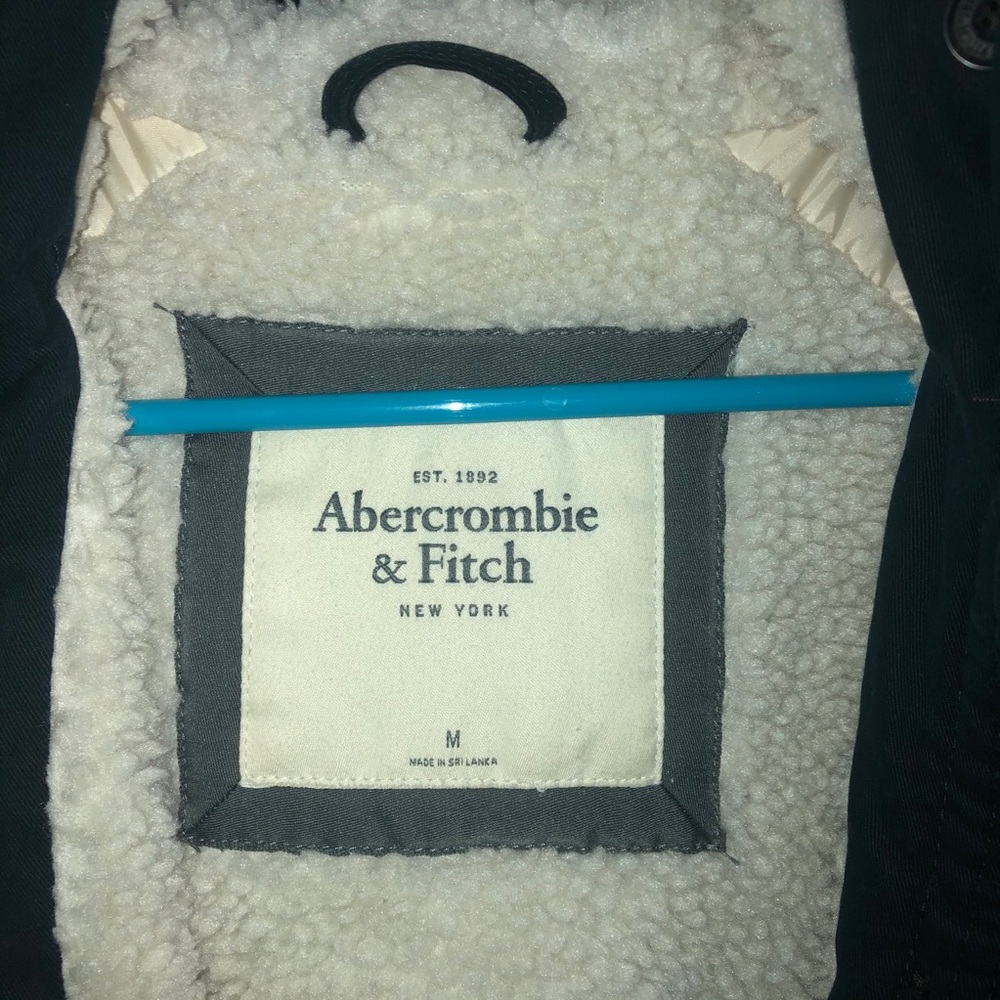 EST. 1892
Abercrombie
& Fitch
NEW YORK
M
MADE IN SRI LANKA